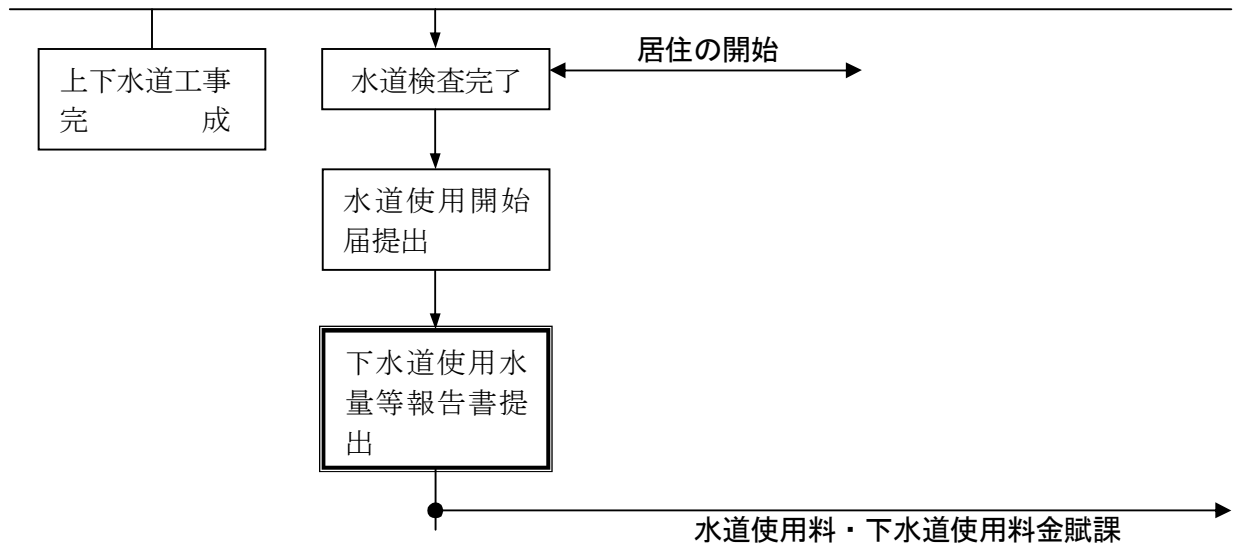 上下水道工事
完　　　成
水道検査完了
居住の開始
水道使用開始
届提出
下水道使用水
量等報告書提
出
水道使用料・下水道使用料金賦課